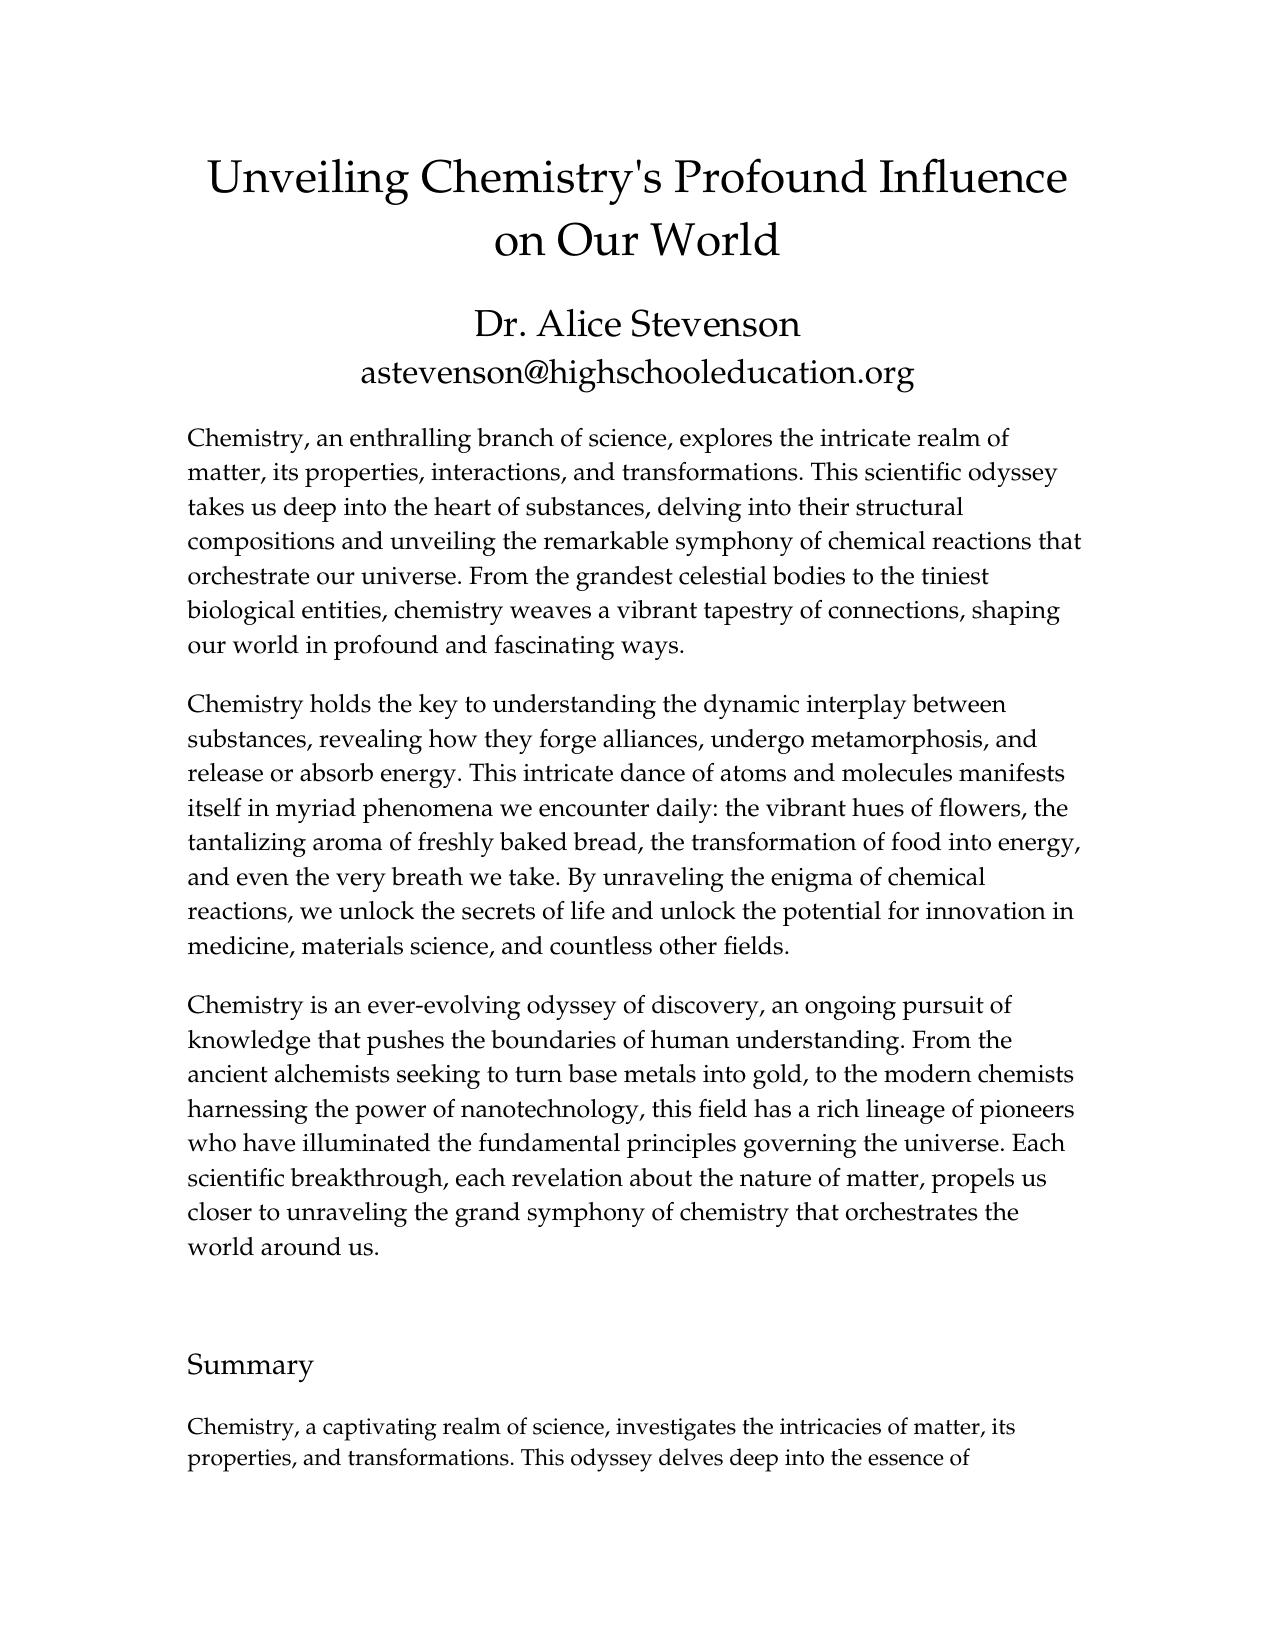 Unveiling Chemistry's Profound Influence
on Our World
Dr. Alice Stevenson
astevenson@highschooleducation.org
Chemistry, an enthralling branch of science, explores the intricate realm of
matter, its properties, interactions, and transformations. This scientific odyssey
takes us deep into the heart of substances, delving into their structural
compositions and unveiling the remarkable symphony of chemical reactions that
orchestrate our universe. From the grandest celestial bodies to the tiniest
biological entities, chemistry weaves a vibrant tapestry of connections, shaping
our world in profound and fascinating ways.
Chemistry holds the key to understanding the dynamic interplay between
substances, revealing how they forge alliances, undergo metamorphosis, and
release or absorb energy. This intricate dance of atoms and molecules manifests
itself in myriad phenomena we encounter daily: the vibrant hues of flowers, the
tantalizing aroma of freshly baked bread, the transformation of food into energy,
and even the very breath we take. By unraveling the enigma of chemical
reactions, we unlock the secrets of life and unlock the potential for innovation in
medicine, materials science, and countless other fields.
Chemistry is an ever-evolving odyssey of discovery, an ongoing pursuit of
knowledge that pushes the boundaries of human understanding. From the
ancient alchemists seeking to turn base metals into gold, to the modern chemists
harnessing the power of nanotechnology, this field has a rich lineage of pioneers
who have illuminated the fundamental principles governing the universe. Each
scientific breakthrough, each revelation about the nature of matter, propels us
closer to unraveling the grand symphony of chemistry that orchestrates the
world around us.
Summary
Chemistry, a captivating realm of science, investigates the intricacies of matter, its
properties, and transformations. This odyssey delves deep into the essence of